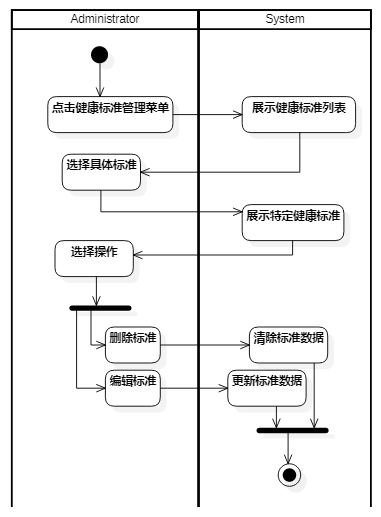 Administrator
System
点击健康标准管理菜单
展示健康标准列表
选择具体标准
展示特定健康标准
选择操作
删除标准
清除标准数据
编辑标准
更新标准数据